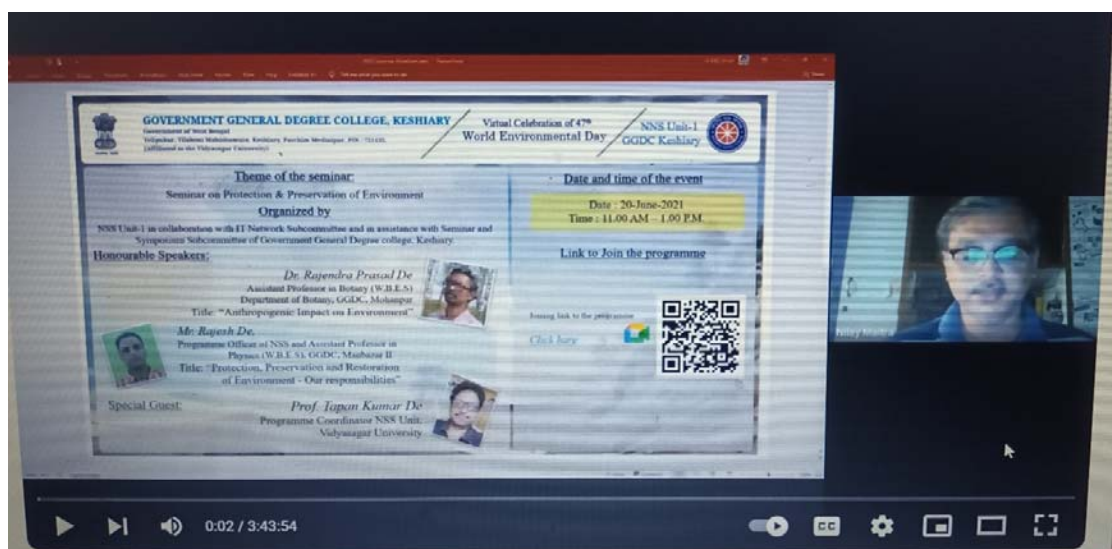 GOVERNMENT GENERAL DEGREE COLLEGE, KESHIARY
Government of West Bengal
(affiliated to the Vidyasagar University)
Virtual Celebration of 47th
World Environmental Day
NNS Unit-1
GGDC Keshiary
Theme of the seminar:
Seminar on Protection & Preservation of Environment
Organized by
NSS Unit-1 in collaboration with IT Network Subcommittee and in assistance with Seminar and
Symposium Subcommittee of Government General Degree college, Keshiary.
Honourable Speakers:
Dr. Rajendra Prasad De
Assistant Professor in Botany (W.B.E.S)
Department of Botany, GGDC, Mohanpur
Title: "Anthropogenic Impact on Environment"
Mr. Rajesh De,
Programme Officer of NSS and Assistant Professor in
Physics (W.B.E.S), GGDC, Manbazar II
Title: "Protection, Preservation and Restoration
of Environment - Our responsibilities"
Special Guest:
Prof. Tapan Kumar De
Programme Coordinator NSS Unit,
Vidyasagar University
Date and time of the event
Date : 20-June-2021
Time : 11.00 AM – 1.00 P.M.
Link to Join the programme
Joining link to the programme
Click here
0:02 / 3:43:54
CC